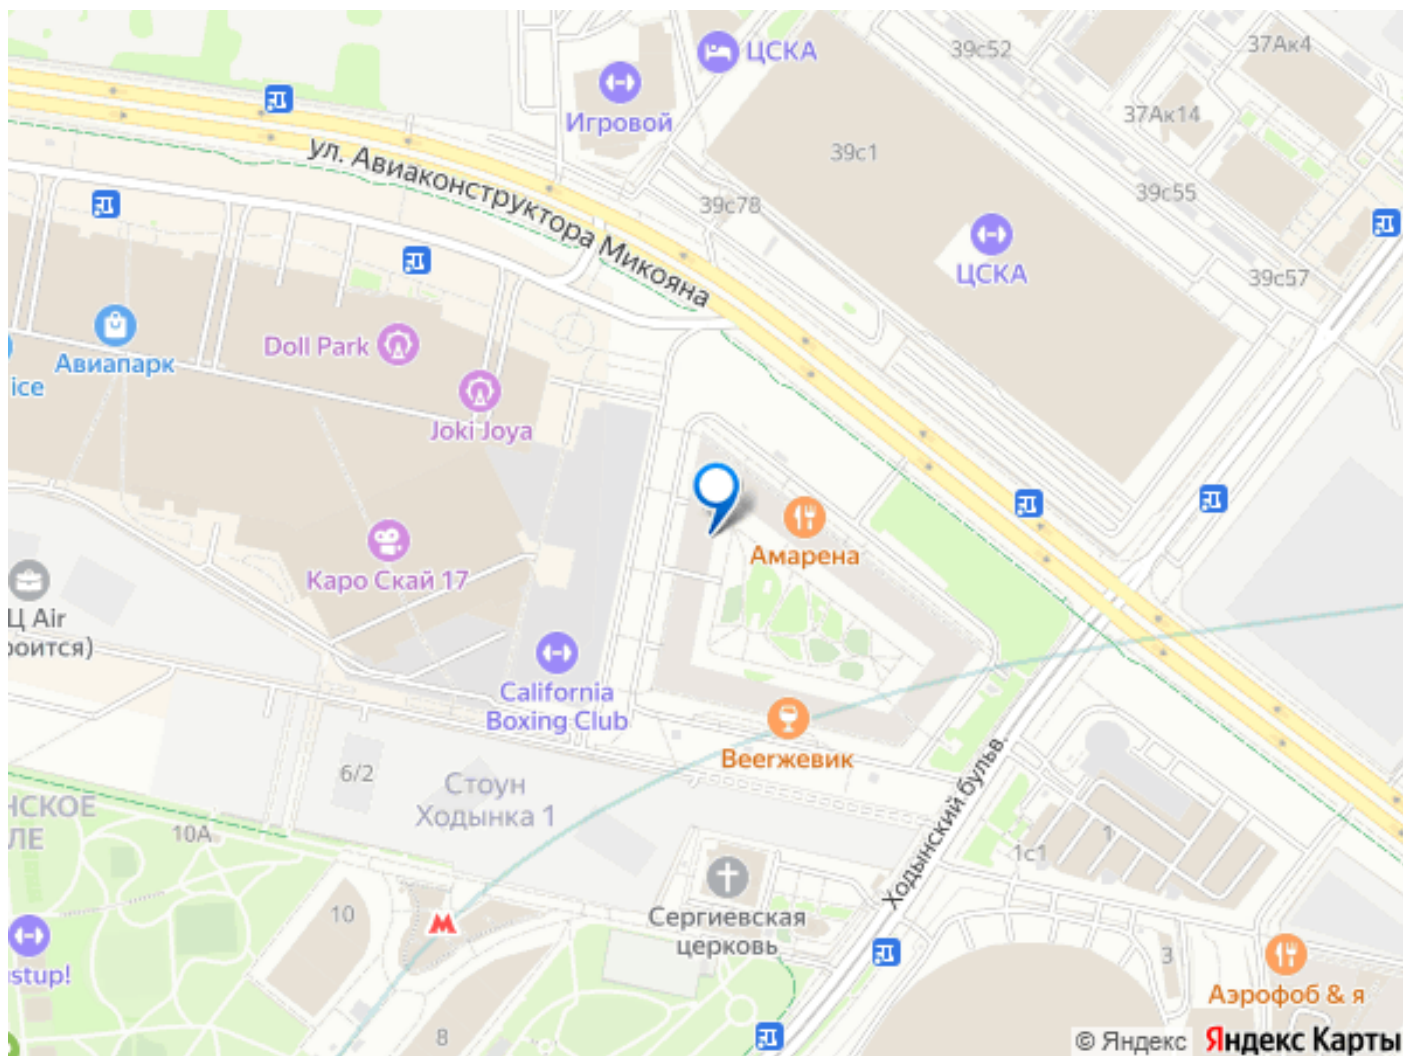 ЦСКА
39с52
37Ак4
Игровой
37Ак14
ул. Авиаконструктора Микояна
39с1
39с78
39с55
ЦСКА
39с57
Авиапарк
ice
Doll Park
Joki Joya
Амарена
Каро Скай 17
Ц Air
роится)
California
Boxing Club
Beerжевик
6/2
Стоун
Ходынка 1
НСКОЕ
ЛЕ
10А
Ходынский бульв.
1
1с1
10
Сергиевская
церковь
3
stup!
Аэрофоб & я
8
© Яндекс Яндекс Карты